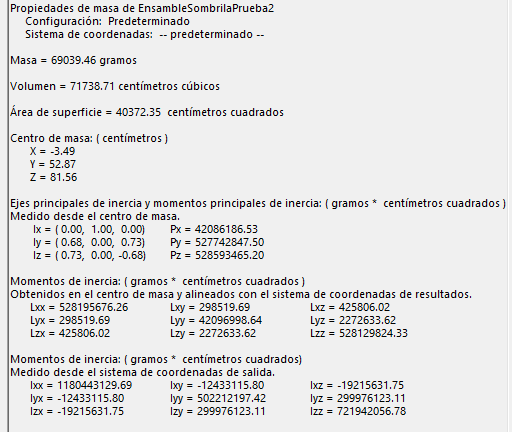 Propiedades de masa de EnsambleSombrilaPrueba2
Configuración: Predeterminado
Sistema de coordenadas: -- predeterminado --
Masa = 69039.46 gramos
Volumen = 71738.71 centímetros cúbicos
Área de superficie = 40372.35 centímetros cuadrados
Centro de masa: ( centímetros )
X = -3.49
Y = 52.87
Z = 81.56
Ejes principales de inercia y momentos principales de inercia: ( gramos * centímetros cuadrados )
Medido desde el centro de masa.
Ix = ( 0.00, 1.00, 0.00) Px = 42086186.53
Iy = ( 0.68, 0.00, 0.73) Py = 527742847.50
Iz = ( 0.73, 0.00, -0.68) Pz = 528593465.20
Momentos de inercia: ( gramos * centímetros cuadrados )
Obtenidos en el centro de masa y alineados con el sistema de coordenadas de resultados.
Lxx = 528195676.26 Lxy = 298519.69 Lxz = 425806.02
Lyx = 298519.69 Lyy = 42096998.64 Lyz = 2272633.62
Lzx = 425806.02 Lzy = 2272633.62 Lzz = 528129824.33
Momentos de inercia: ( gramos * centímetros cuadrados)
Medido desde el sistema de coordenadas de salida.
Ixx = 1180443129.69 Ixy = -12433115.80 Ixz = -19215631.75
Iyx = -12433115.80 Iyy = 502212197.42 Iyz = 299976123.11
Izx = -19215631.75 Izy = 299976123.11 Izz = 721942056.78